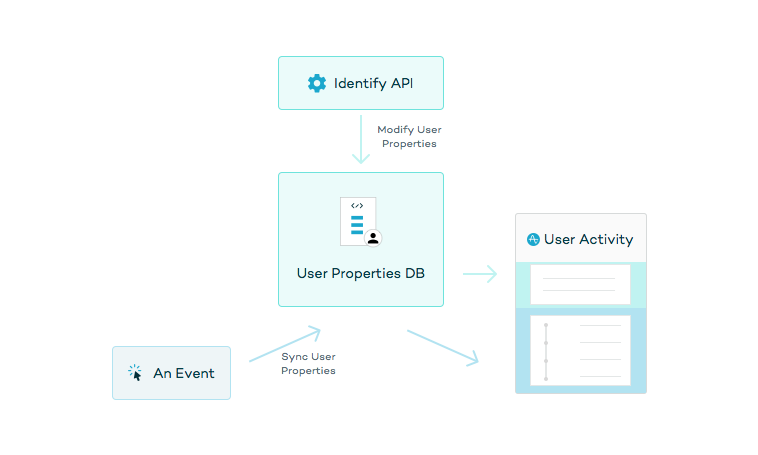 Identify API
Modify User
Properties
User Properties DB
User Activity
An Event
Sync User
Properties